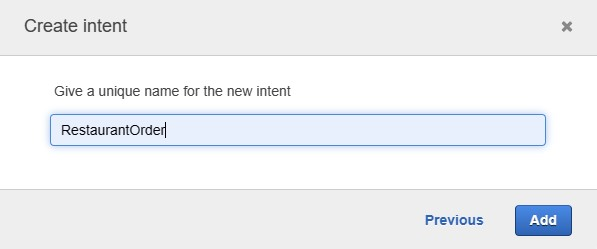 Create intent
Give a unique name for the new intent
RestaurantOrder
Previous Add